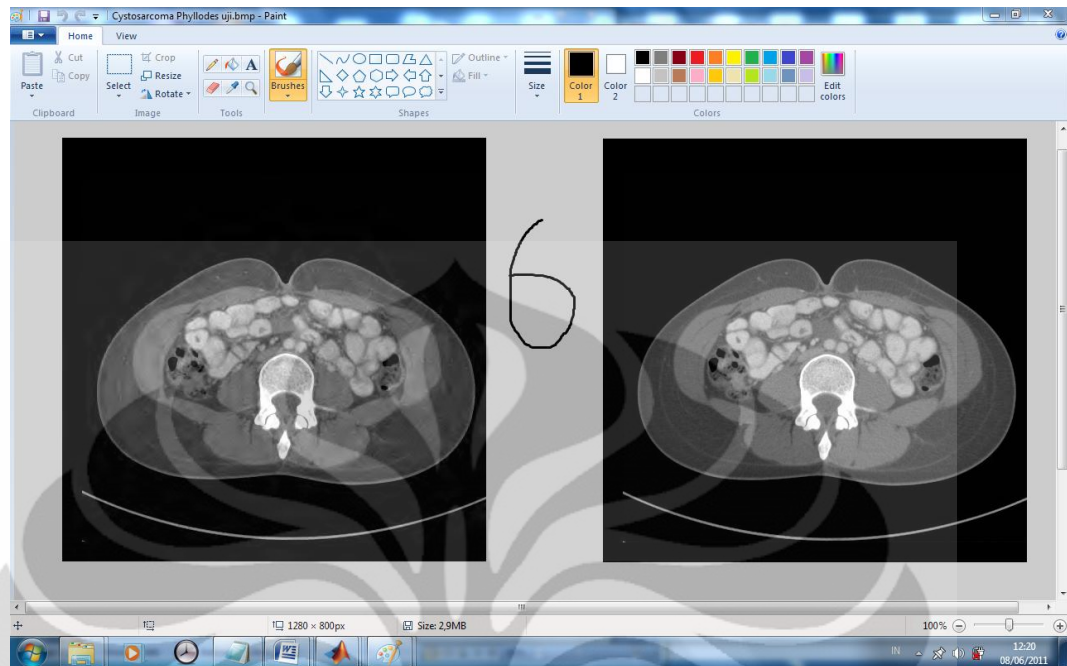 Cystosarcoma Phyllodes uji.bmp - Paint
Home View
Paste
Cut
Copy
Clipboard
Select
Crop
Resize
Rotate
Image
A
Tools
Brushes
Outline
Fill
Shapes
Size
Color 1
Color 2
Edit colors
Colors
6
1280 × 800px
Size: 2,9MB
100%
IN
12:20
08/06/2011